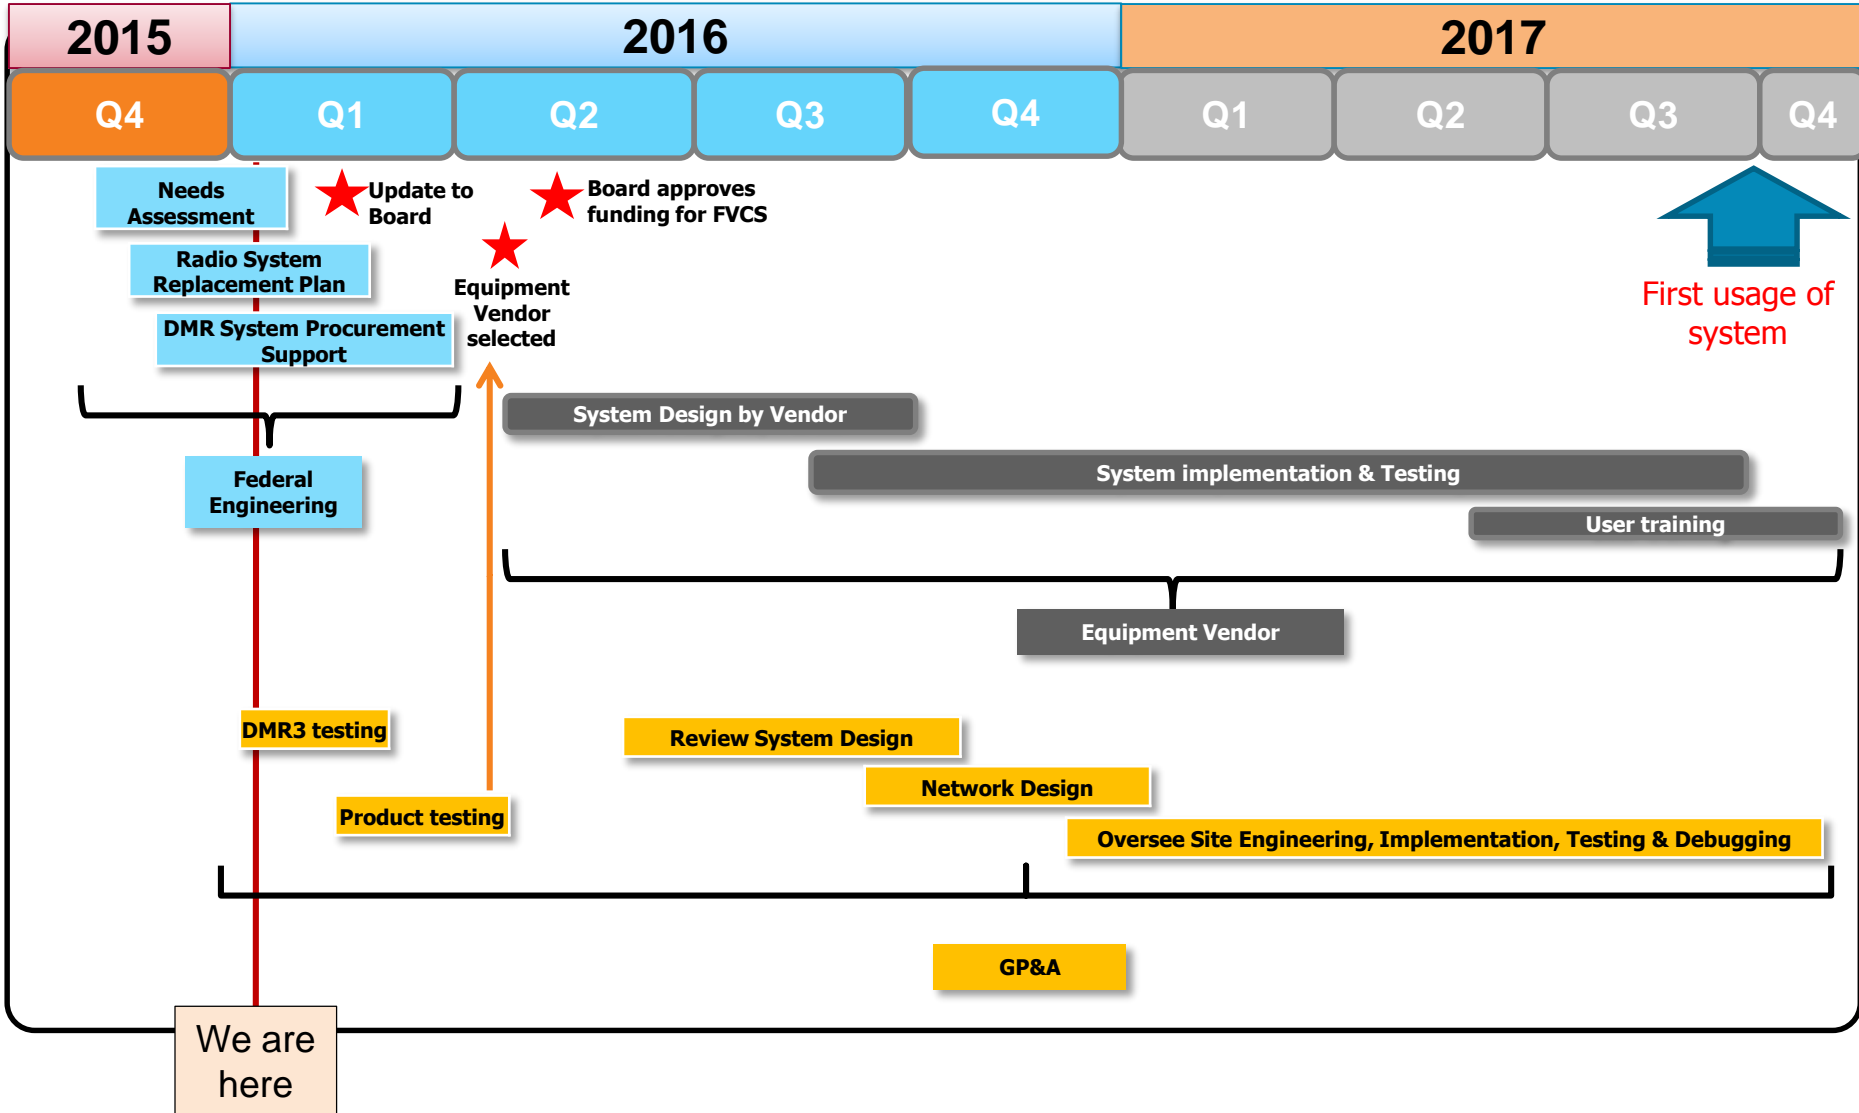 2015
2016
2017
Q4
Q1
Q2
Q3
Q4
Q1
Q2
Q3
Q4
Needs
Assessment
Update to
Board
Board approves
funding for FVCS
Radio System
Replacement Plan
Equipment
Vendor
selected
First usage of
system
DMR System Procurement
Support
System Design by Vendor
Federal
Engineering
System implementation & Testing
User training
Equipment Vendor
DMR3 testing
Review System Design
Network Design
Product testing
Oversee Site Engineering, Implementation, Testing & Debugging
GP&A
We are
here